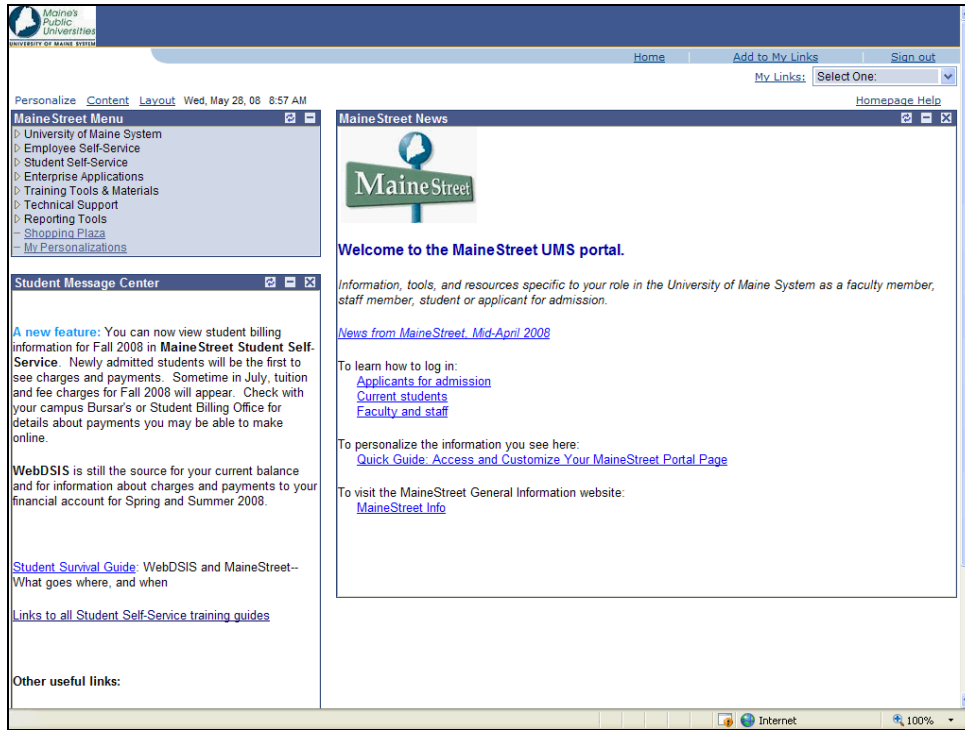 Maine's
Public
Universities
UNIVERSITY OF MAINE SYSTEM
Home Add to My Links Sign out
My Links: Select One:
Personalize Content Layout Wed, May 28, 08 8:57 AM
Homepage Help
MaineStreet Menu
University of Maine System
Employee Self-Service
Student Self-Service
Enterprise Applications
Training Tools & Materials
Technical Support
Reporting Tools
– Shopping Plaza
– My Personalizations
Student Message Center
A new feature: You can now view student billing
information for Fall 2008 in MaineStreet Student Self-
Service. Newly admitted students will be the first to
see charges and payments. Sometime in July, tuition
and fee charges for Fall 2008 will appear. Check with
your campus Bursar's or Student Billing Office for
details about payments you may be able to make
online.
WebDSIS is still the source for your current balance
and for information about charges and payments to your
financial account for Spring and Summer 2008.
Student Survival Guide: WebDSIS and MaineStreet--
What goes where, and when
Links to all Student Self-Service training guides
Other useful links:
MaineStreet News
MaineStreet
Welcome to the MaineStreet UMS portal.
Information, tools, and resources specific to your role in the University of Maine System as a faculty member,
staff member, student or applicant for admission.
News from MaineStreet, Mid-April 2008
To learn how to log in:
Applicants for admission
Current students
Faculty and staff
To personalize the information you see here:
Quick Guide: Access and Customize Your MaineStreet Portal Page
To visit the MaineStreet General Information website:
MaineStreet Info
Internet 100%